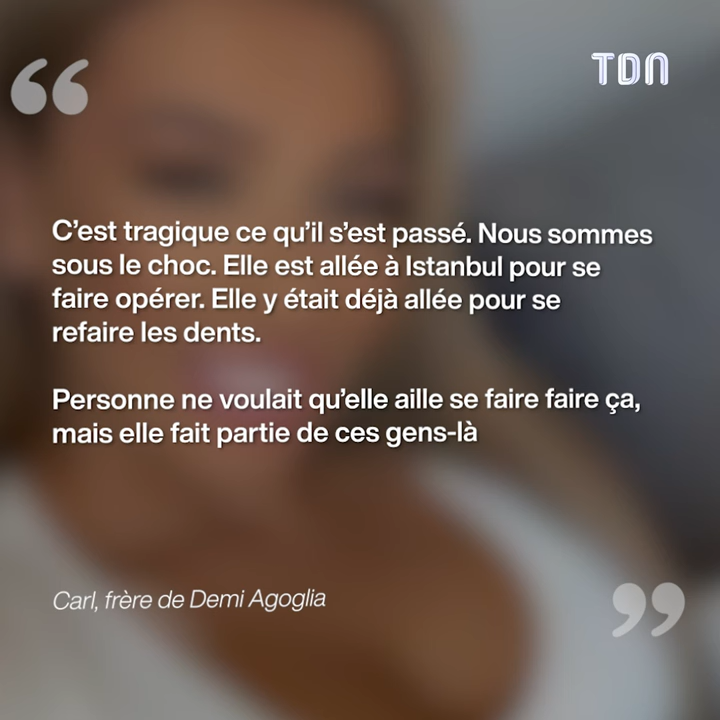 TDN
“
C’est tragique ce qu’il s’est passé. Nous sommes
sous le choc. Elle est allée à Istanbul pour se
faire opérer. Elle y était déjà allée pour se
refaire les dents.
Personne ne voulait qu’elle aille se faire faire ça,
mais elle fait partie de ces gens-là
Carl, frère de Demi Agoglia
”